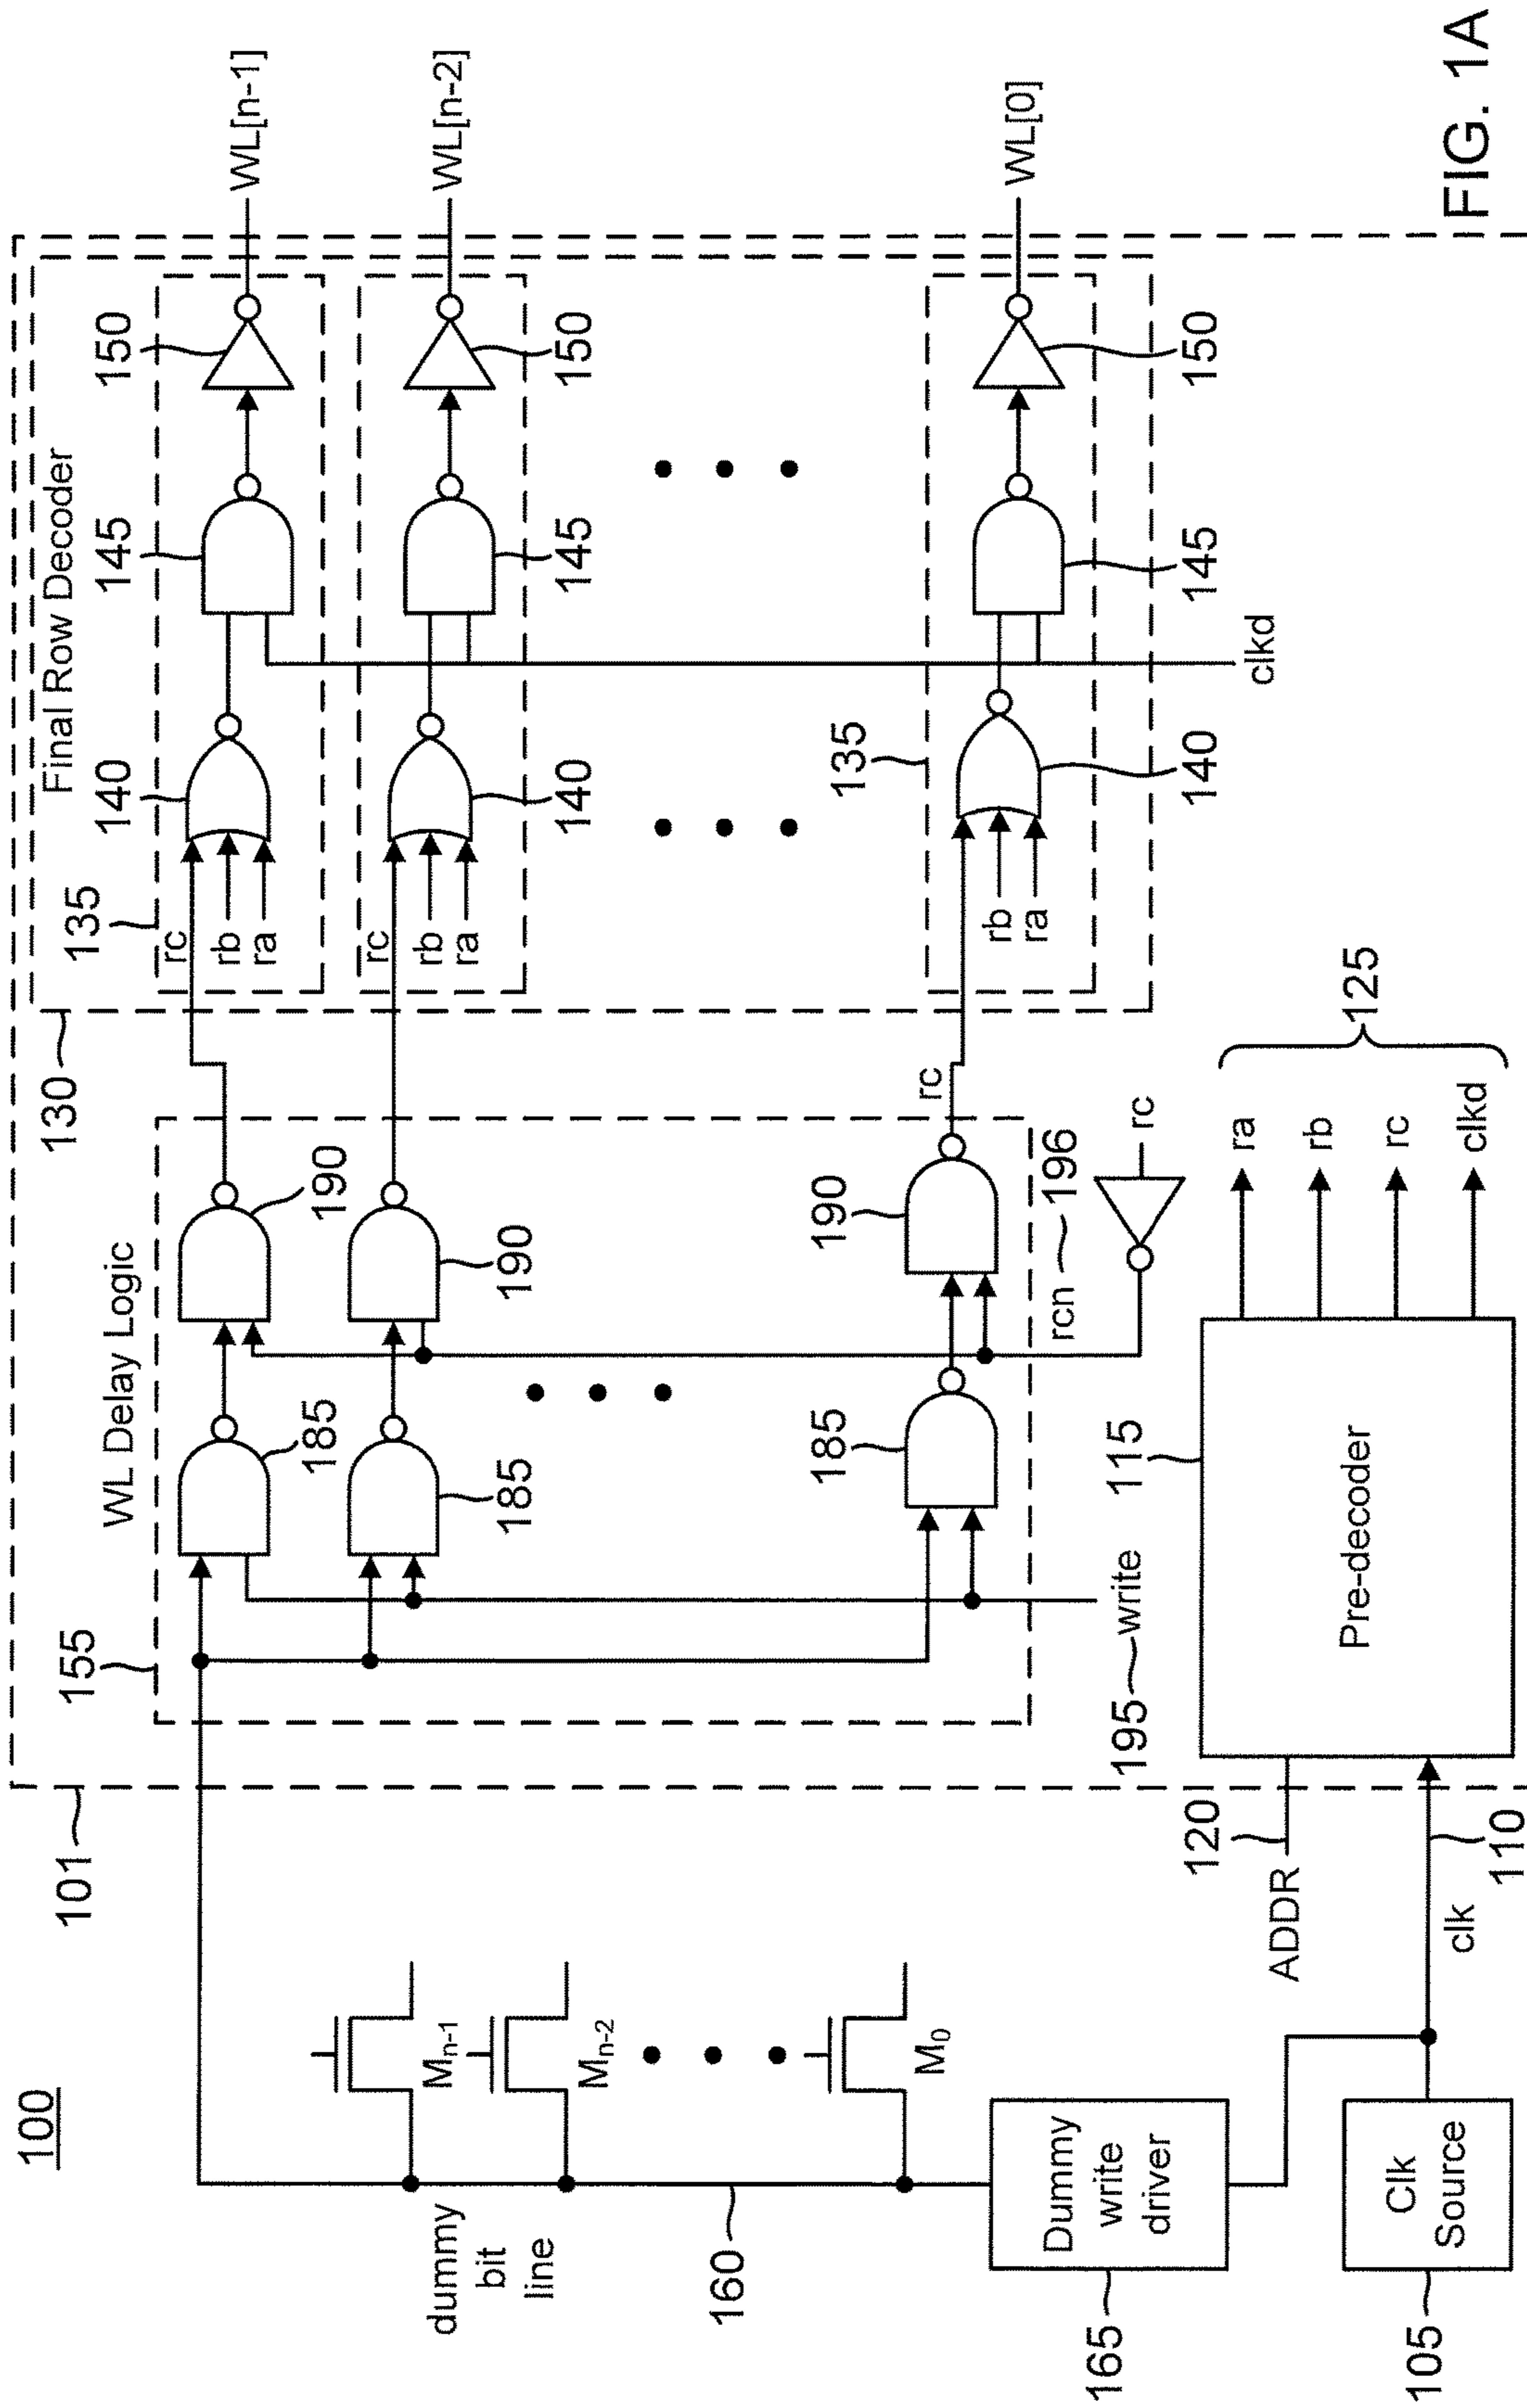 100
101
130
Final Row Decoder
135
140
145
150
WL[n-1]
rc
rb
ra
140
145
150
WL[n-2]
rc
rb
ra
135
140
145
150
WL[0]
rb
ra
clkd
155
WL Delay Logic
185
190
185
190
185
190
rc
rcn
196
rc
195
write
dummy
bit
line
160
Mn-1
Mn-2
M0
165
Dummy
write
driver
105
Clk
Source
clk
110
ADDR
120
115
Pre-decoder
ra
rb
rc
clkd
125
FIG. 1A